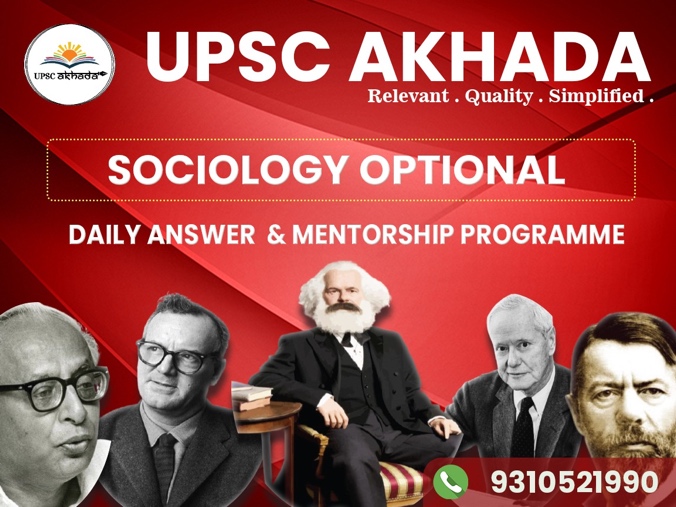 UPSC AKHADA
UPSC akhada
Relevant . Quality . Simplified .
SOCIOLOGY OPTIONAL
DAILY ANSWER & MENTORSHIP PROGRAMME
9310521990